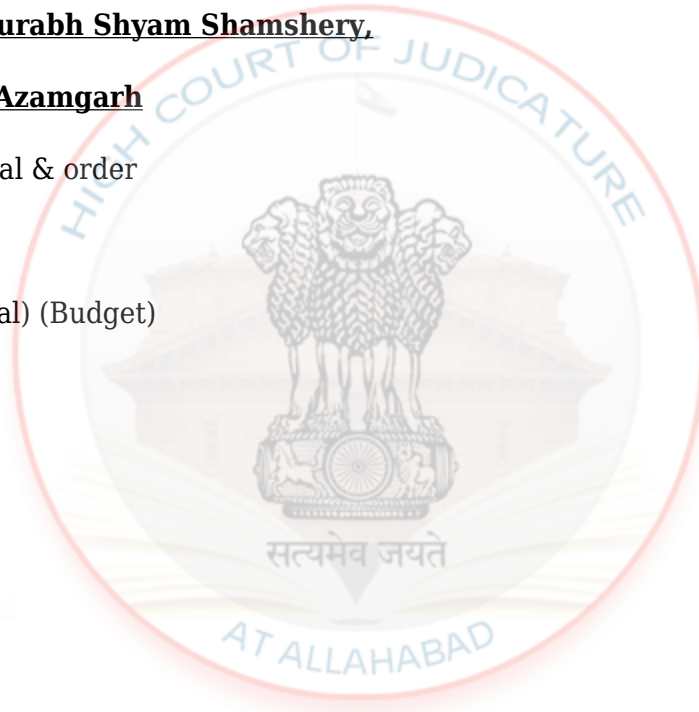 urabh Shyam Shamshery,
Azamgarh
al & order
al) (Budget)
HIGH COURT OF JUDICATURE
सत्यमेव जयते
AT ALLAHABAD